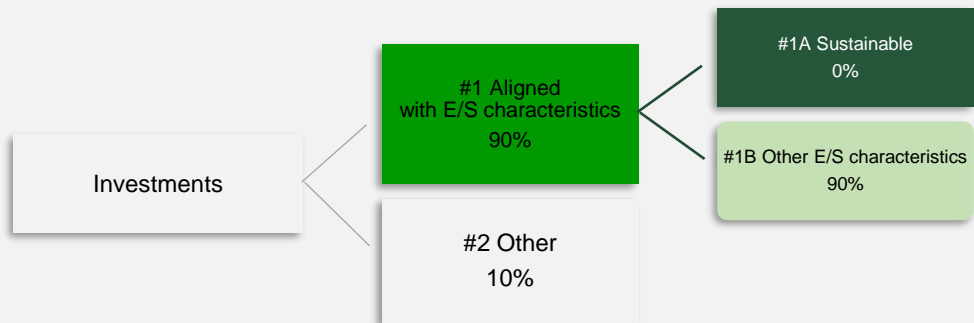 Investments
#1 Aligned
with E/S characteristics
90%
#2 Other
10%
#1A Sustainable
0%
#1B Other E/S characteristics
90%